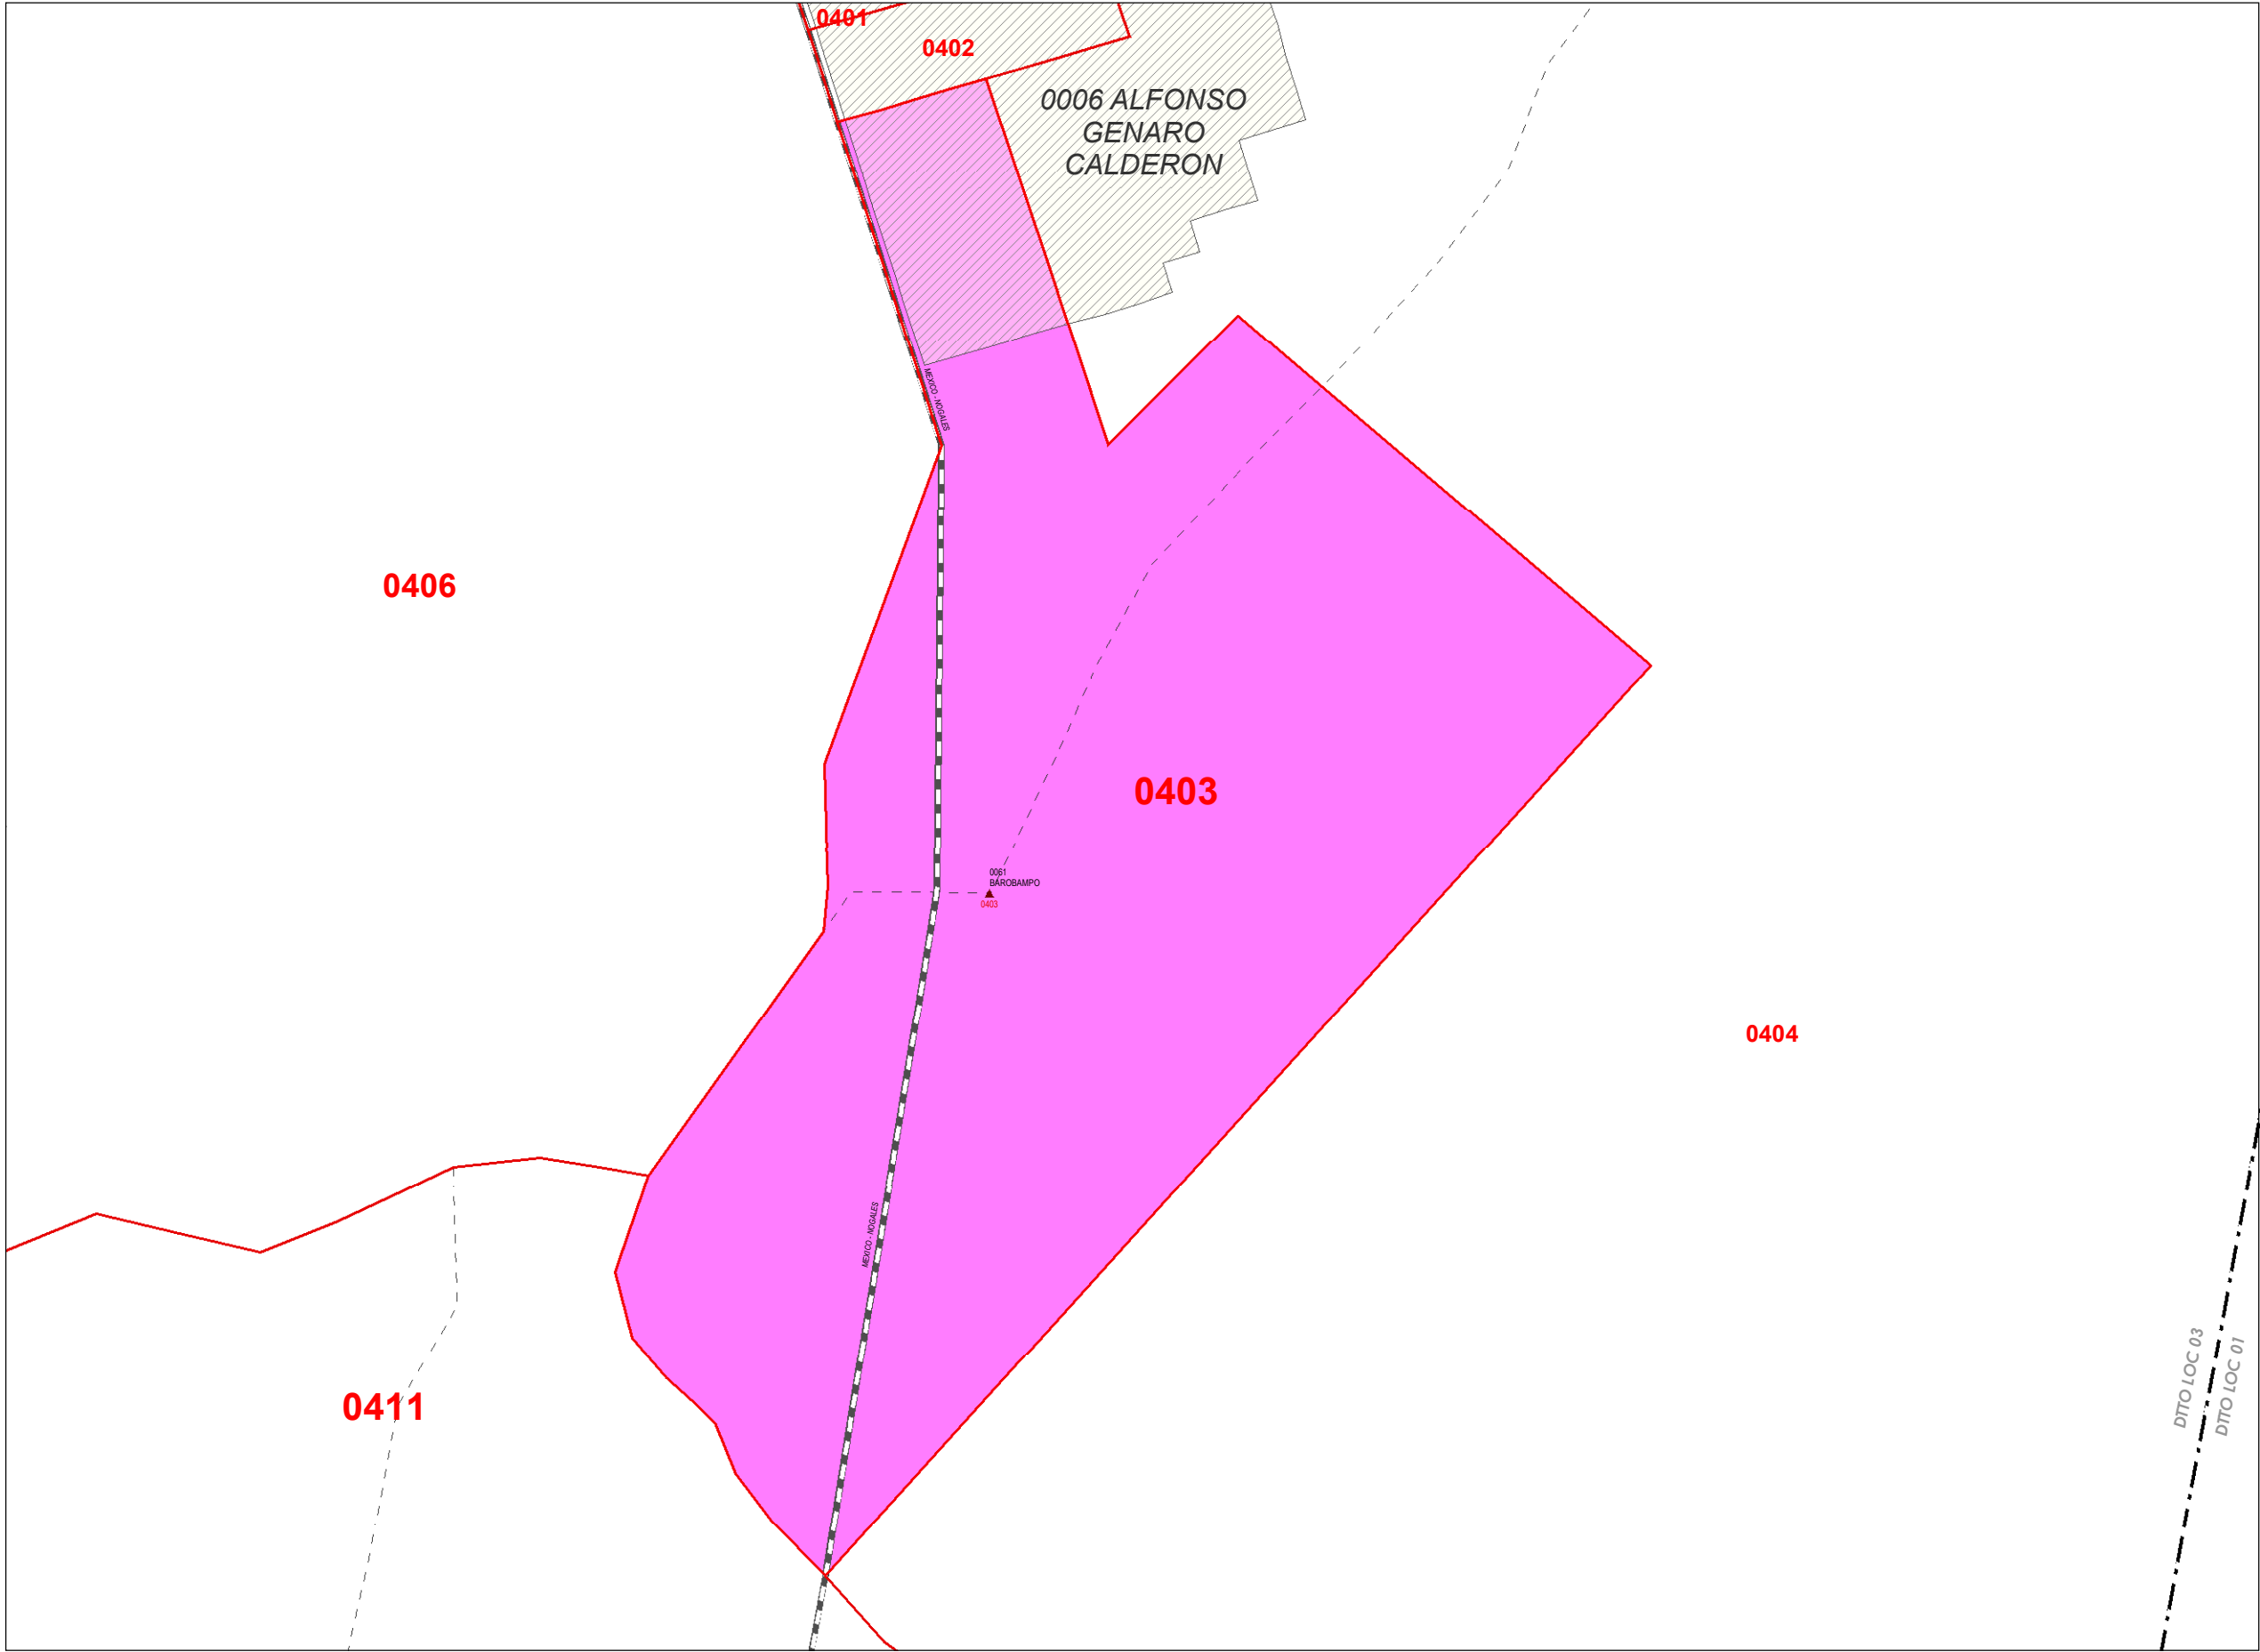 0401
0402
0006 ALFONSO
GENARO
CALDERON
MEXICO - NOGALES
0406
0403
0061
BAROBAMPO
0403
0404
MEXICO - NOGALES
0411
DTTO LOC 03
DTTO LOC 01